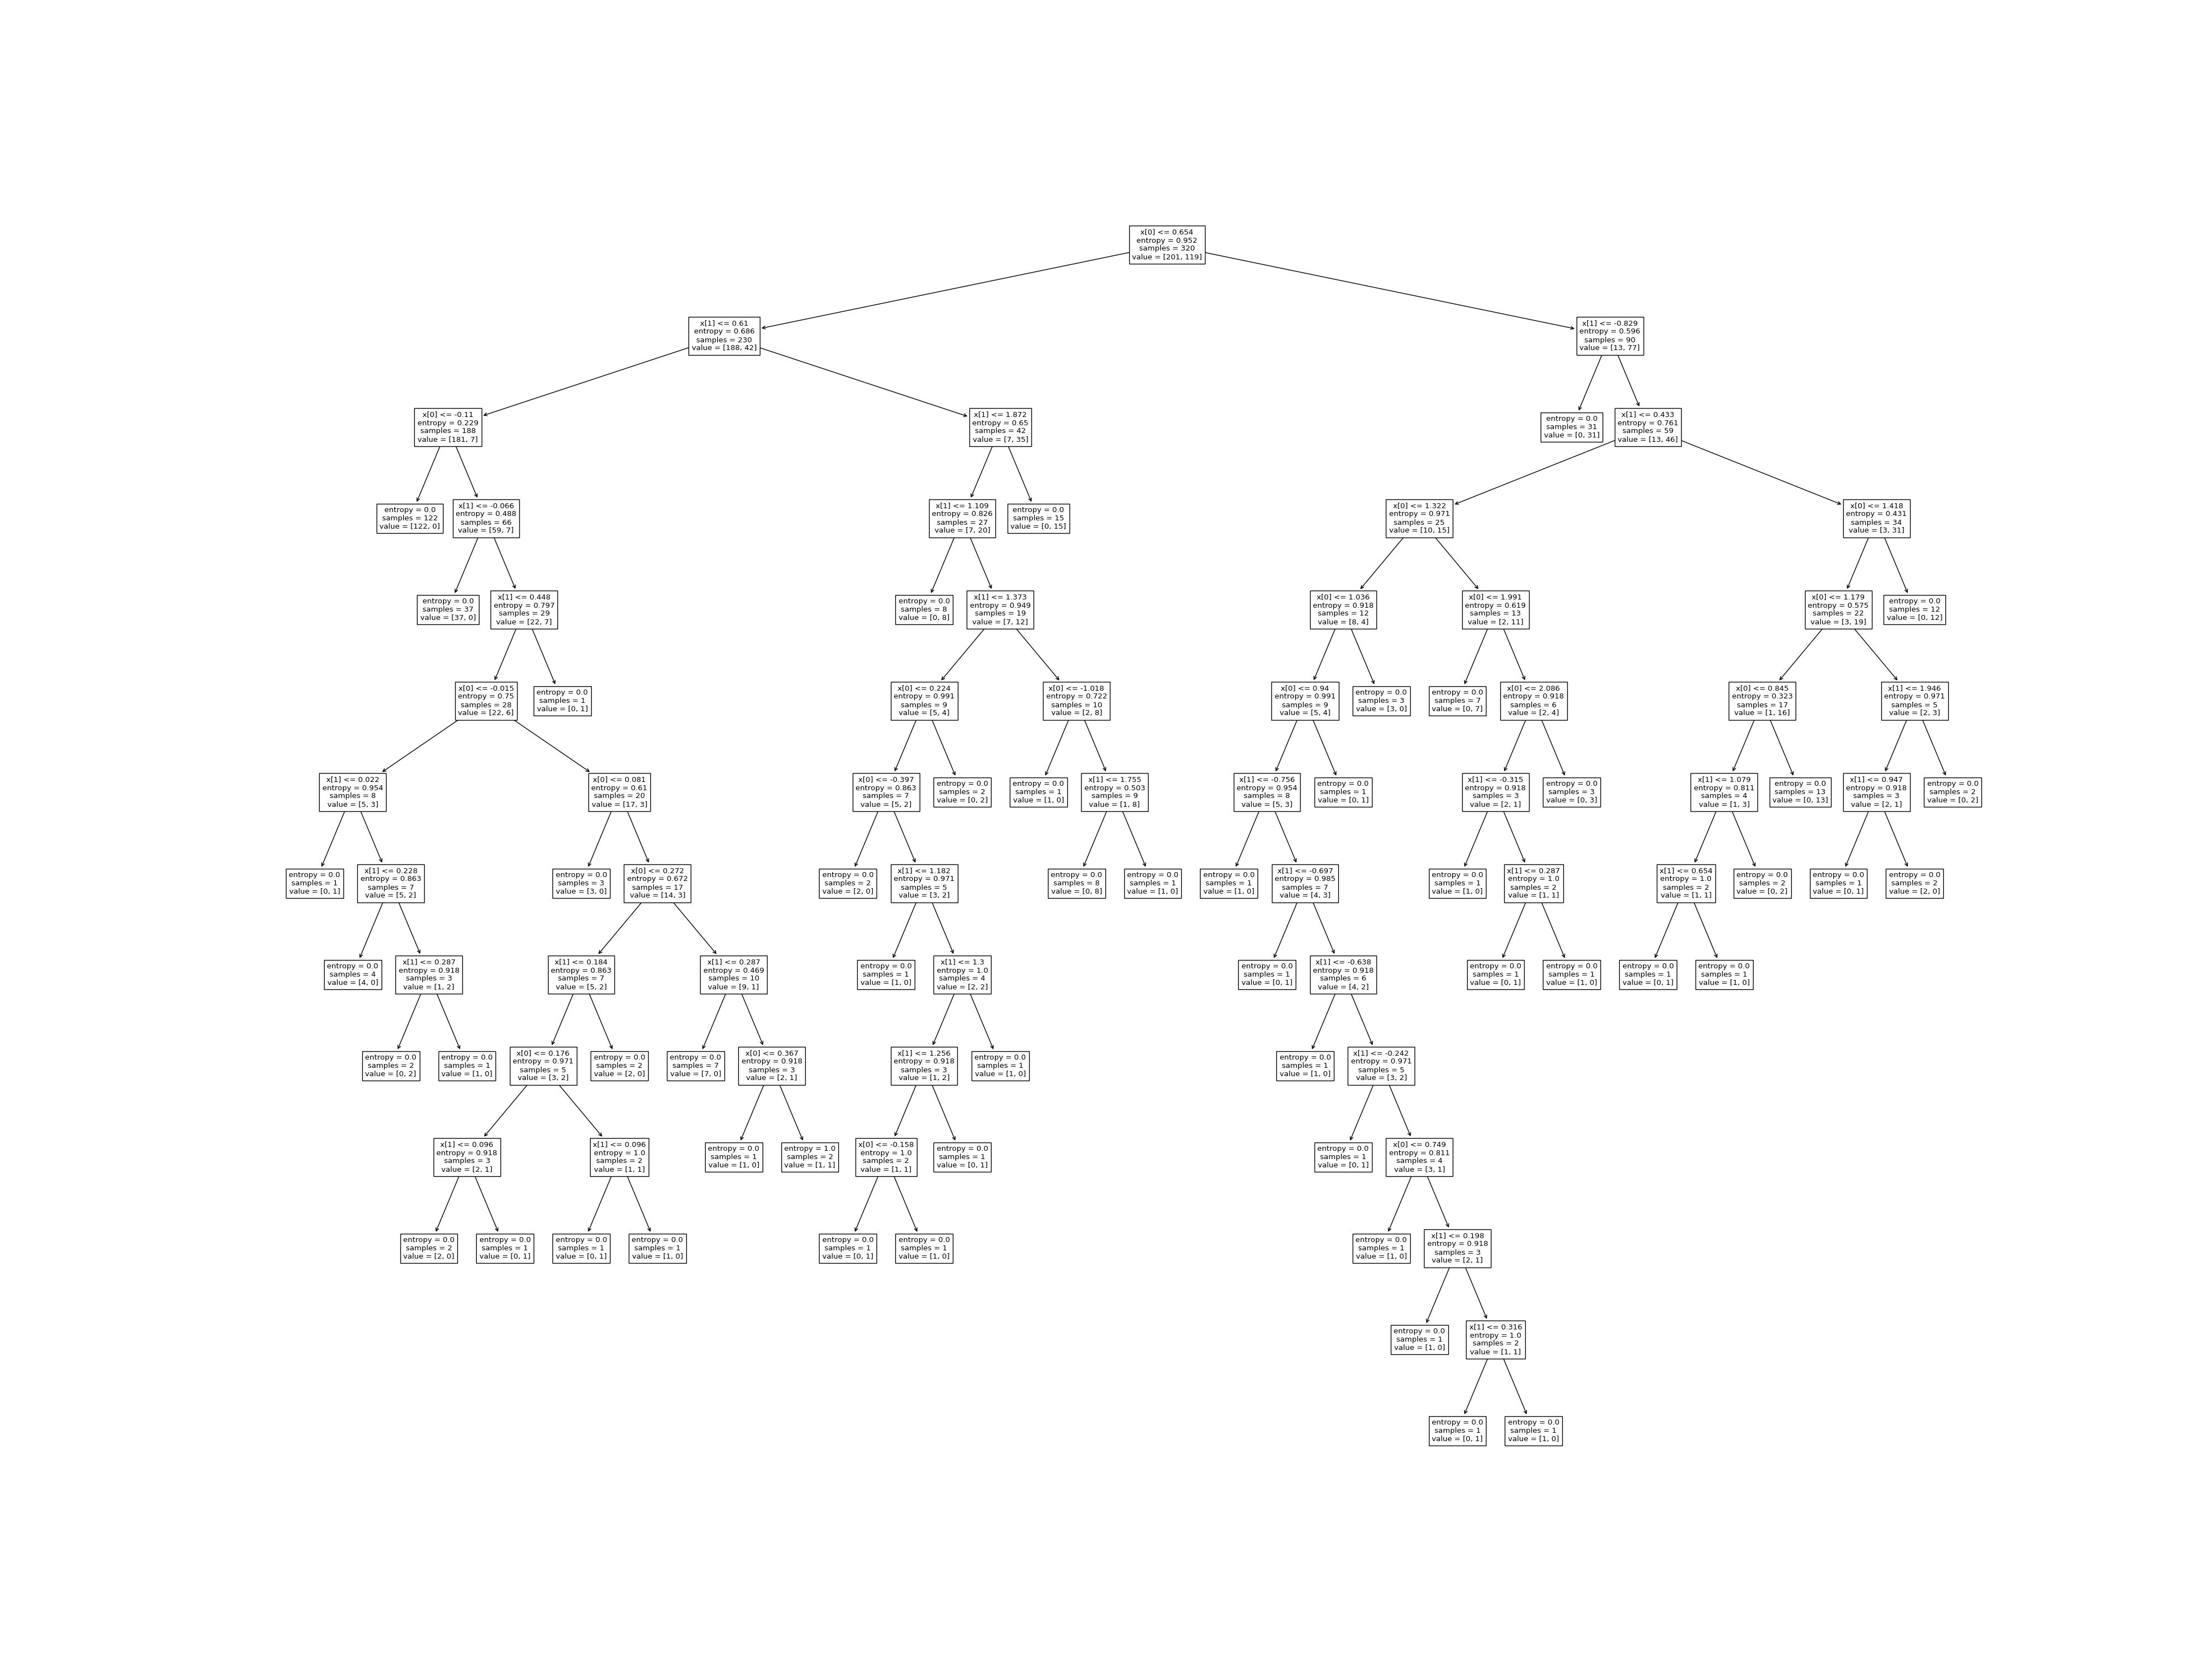 x[0] <= 0.654
entropy = 0.952
samples = 320
value = [201, 119]
x[1] <= 0.61
entropy = 0.686
samples = 230
value = [188, 42]
x[1] <= -0.829
entropy = 0.596
samples = 90
value = [13, 77]
x[0] <= -0.11
entropy = 0.229
samples = 188
value = [181, 7]
x[1] <= 1.872
entropy = 0.65
samples = 42
value = [7, 35]
entropy = 0.0
samples = 31
value = [0, 31]
x[1] <= 0.433
entropy = 0.761
samples = 59
value = [13, 46]
entropy = 0.0
samples = 122
value = [122, 0]
x[1] <= -0.066
entropy = 0.488
samples = 66
value = [59, 7]
x[1] <= 1.109
entropy = 0.826
samples = 27
value = [7, 20]
entropy = 0.0
samples = 15
value = [0, 15]
x[0] <= 1.322
entropy = 0.971
samples = 25
value = [10, 15]
x[0] <= 1.418
entropy = 0.431
samples = 34
value = [3, 31]
entropy = 0.0
samples = 37
value = [37, 0]
x[1] <= 0.448
entropy = 0.797
samples = 29
value = [22, 7]
entropy = 0.0
samples = 8
value = [0, 8]
x[1] <= 1.373
entropy = 0.949
samples = 19
value = [7, 12]
x[0] <= 1.036
entropy = 0.918
samples = 12
value = [8, 4]
x[0] <= 1.991
entropy = 0.619
samples = 13
value = [2, 11]
x[0] <= 1.179
entropy = 0.575
samples = 22
value = [3, 19]
entropy = 0.0
samples = 12
value = [0, 12]
x[0] <= -0.015
entropy = 0.75
samples = 28
value = [22, 6]
entropy = 0.0
samples = 1
value = [0, 1]
x[0] <= 0.224
entropy = 0.991
samples = 9
value = [5, 4]
x[0] <= -1.018
entropy = 0.722
samples = 10
value = [2, 8]
x[0] <= 0.94
entropy = 0.991
samples = 9
value = [5, 4]
entropy = 0.0
samples = 3
value = [3, 0]
entropy = 0.0
samples = 7
value = [0, 7]
x[0] <= 2.086
entropy = 0.918
samples = 6
value = [2, 4]
x[0] <= 0.845
entropy = 0.323
samples = 17
value = [1, 16]
x[1] <= 1.946
entropy = 0.971
samples = 5
value = [2, 3]
x[1] <= 0.022
entropy = 0.954
samples = 8
value = [5, 3]
x[0] <= 0.081
entropy = 0.61
samples = 20
value = [17, 3]
x[0] <= -0.397
entropy = 0.863
samples = 7
value = [5, 2]
entropy = 0.0
samples = 2
value = [0, 2]
entropy = 0.0
samples = 1
value = [1, 0]
x[1] <= 1.755
entropy = 0.503
samples = 9
value = [1, 8]
x[1] <= -0.756
entropy = 0.954
samples = 8
value = [5, 3]
entropy = 0.0
samples = 1
value = [0, 1]
x[1] <= -0.315
entropy = 0.918
samples = 3
value = [2, 1]
entropy = 0.0
samples = 3
value = [0, 3]
x[1] <= 1.079
entropy = 0.811
samples = 4
value = [1, 3]
entropy = 0.0
samples = 13
value = [0, 13]
x[1] <= 0.947
entropy = 0.918
samples = 3
value = [2, 1]
entropy = 0.0
samples = 2
value = [0, 2]
entropy = 0.0
samples = 1
value = [0, 1]
x[1] <= 0.228
entropy = 0.863
samples = 7
value = [5, 2]
entropy = 0.0
samples = 3
value = [3, 0]
x[0] <= 0.272
entropy = 0.672
samples = 17
value = [14, 3]
entropy = 0.0
samples = 2
value = [2, 0]
x[1] <= 1.182
entropy = 0.971
samples = 5
value = [3, 2]
entropy = 0.0
samples = 8
value = [0, 8]
entropy = 0.0
samples = 1
value = [1, 0]
entropy = 0.0
samples = 1
value = [1, 0]
x[1] <= -0.697
entropy = 0.985
samples = 7
value = [4, 3]
entropy = 0.0
samples = 1
value = [1, 0]
x[1] <= 0.287
entropy = 1.0
samples = 2
value = [1, 1]
x[1] <= 0.654
entropy = 1.0
samples = 2
value = [1, 1]
entropy = 0.0
samples = 2
value = [0, 2]
entropy = 0.0
samples = 1
value = [0, 1]
entropy = 0.0
samples = 2
value = [2, 0]
entropy = 0.0
samples = 4
value = [4, 0]
x[1] <= 0.287
entropy = 0.918
samples = 3
value = [1, 2]
x[1] <= 0.184
entropy = 0.863
samples = 7
value = [5, 2]
x[1] <= 0.287
entropy = 0.469
samples = 10
value = [9, 1]
entropy = 0.0
samples = 1
value = [1, 0]
x[1] <= 1.3
entropy = 1.0
samples = 4
value = [2, 2]
entropy = 0.0
samples = 1
value = [0, 1]
x[1] <= -0.638
entropy = 0.918
samples = 6
value = [4, 2]
entropy = 0.0
samples = 1
value = [0, 1]
entropy = 0.0
samples = 1
value = [1, 0]
entropy = 0.0
samples = 1
value = [0, 1]
entropy = 0.0
samples = 1
value = [1, 0]
entropy = 0.0
samples = 2
value = [0, 2]
entropy = 0.0
samples = 1
value = [1, 0]
x[0] <= 0.176
entropy = 0.971
samples = 5
value = [3, 2]
entropy = 0.0
samples = 2
value = [2, 0]
entropy = 0.0
samples = 7
value = [7, 0]
x[0] <= 0.367
entropy = 0.918
samples = 3
value = [2, 1]
x[1] <= 1.256
entropy = 0.918
samples = 3
value = [1, 2]
entropy = 0.0
samples = 1
value = [1, 0]
entropy = 0.0
samples = 1
value = [1, 0]
x[1] <= -0.242
entropy = 0.971
samples = 5
value = [3, 2]
x[1] <= 0.096
entropy = 0.918
samples = 3
value = [2, 1]
x[1] <= 0.096
entropy = 1.0
samples = 2
value = [1, 1]
entropy = 0.0
samples = 1
value = [1, 0]
entropy = 1.0
samples = 2
value = [1, 1]
x[0] <= -0.158
entropy = 1.0
samples = 2
value = [1, 1]
entropy = 0.0
samples = 1
value = [0, 1]
entropy = 0.0
samples = 1
value = [0, 1]
x[0] <= 0.749
entropy = 0.811
samples = 4
value = [3, 1]
entropy = 0.0
samples = 2
value = [2, 0]
entropy = 0.0
samples = 1
value = [0, 1]
entropy = 0.0
samples = 1
value = [0, 1]
entropy = 0.0
samples = 1
value = [1, 0]
entropy = 0.0
samples = 1
value = [0, 1]
entropy = 0.0
samples = 1
value = [1, 0]
entropy = 0.0
samples = 1
value = [1, 0]
x[1] <= 0.198
entropy = 0.918
samples = 3
value = [2, 1]
entropy = 0.0
samples = 1
value = [1, 0]
x[1] <= 0.316
entropy = 1.0
samples = 2
value = [1, 1]
entropy = 0.0
samples = 1
value = [0, 1]
entropy = 0.0
samples = 1
value = [1, 0]